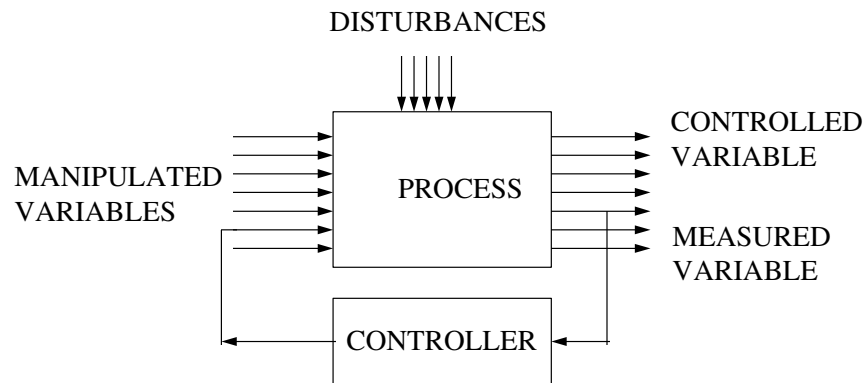 DISTURBANCES
MANIPULATED
VARIABLES
PROCESS
CONTROLLED
VARIABLE
MEASURED
VARIABLE
CONTROLLER